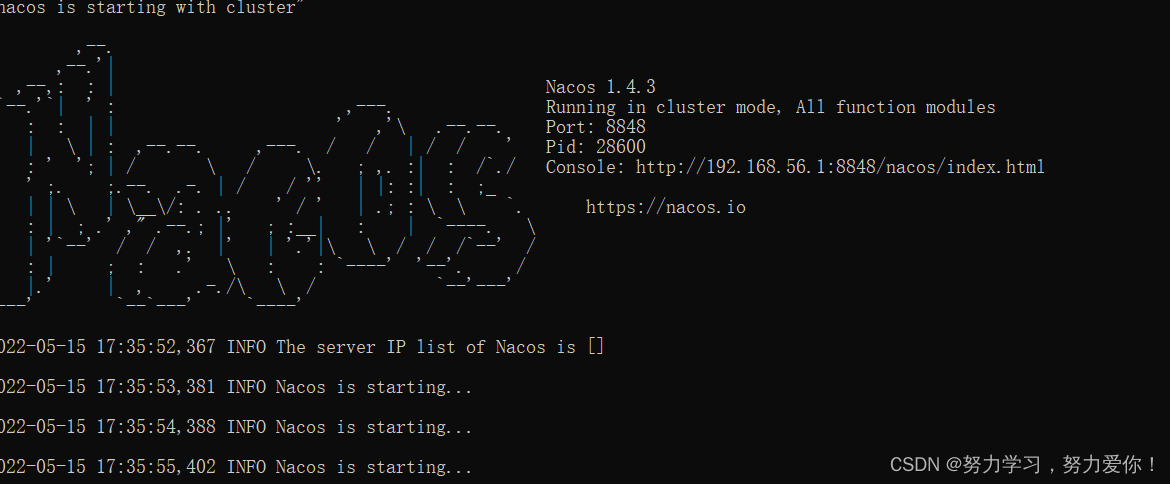 nacos is starting with cluster"
Nacos 1.4.3
Running in cluster mode, All function modules
Port: 8848
Pid: 28600
Console: http://192.168.56.1:8848/nacos/index.html
https://nacos.io
022-05-15 17:35:52,367 INFO The server IP list of Nacos is []
022-05-15 17:35:53,381 INFO Nacos is starting...
022-05-15 17:35:54,388 INFO Nacos is starting...
022-05-15 17:35:55,402 INFO Nacos is starting...
CSDN @努力学习，努力爱你！